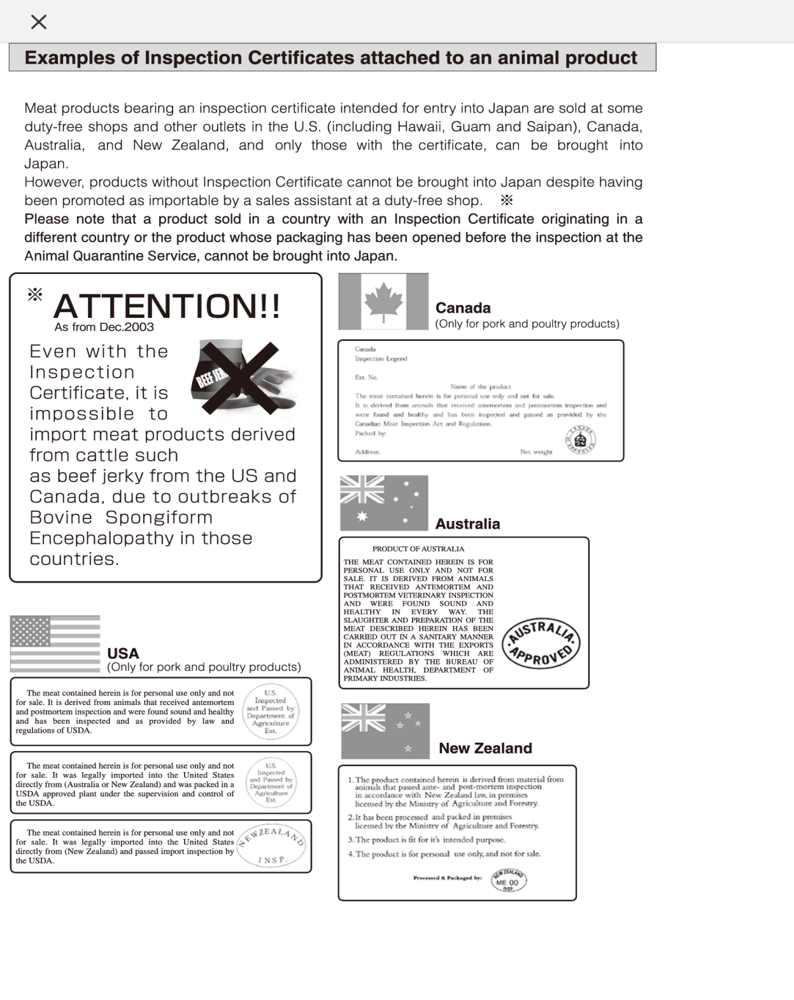 Examples of Inspection Certificates attached to an animal product
Meat products bearing an inspection certificate intended for entry into Japan are sold at some
duty-free shops and other outlets in the U.S. (including Hawaii, Guam and Saipan), Canada,
Australia, and New Zealand, and only those with the certificate, can be brought into
Japan.
However, products without Inspection Certificate cannot be brought into Japan despite having
been promoted as importable by a sales assistant at a duty-free shop. ※
Please note that a product sold in a country with an Inspection Certificate originating in a
different country or the product whose packaging has been opened before the inspection at the
Animal Quarantine Service, cannot be brought into Japan.
※ ATTENTION!!
As from Dec.2003
Even with the
Inspection
Certificate, it is
impossible to
import meat products derived
from cattle such
as beef jerky from the US and
Canada, due to outbreaks of
Bovine Spongiform
Encephalopathy in those
countries.
BEEF JER
USA
(Only for pork and poultry products)
The meat contained herein is for personal use only and not
for sale. It is derived from animals that received antemortem
and postmortem inspection and were found sound and healthy
and has been inspected and as provided by law and
regulations of USDA.
U.S.
Inspected
and Passed by
Department of
Agriculture
Est.
The meat contained herein is for personal use only and not
for sale. It was legally imported into the United States
directly from (Australia or New Zealand) and was packed in a
USDA approved plant under the supervision and control of
the USDA.
U.S.
Inspected
and Passed by
Department of
Agriculture
Est.
The meat contained herein is for personal use only and not
for sale. It was legally imported into the United States
directly from (New Zealand) and passed import inspection by
the USDA.
NEWZEALAND
INSP.
Canada
(Only for pork and poultry products)
Canada
Inspection Legend
Est. No.
Name of the product
The meat contained herein is for personal use only and not for sale.
It is derived from animals that received antemortem and postmortem inspection and
were found and healthy and has been inspected and passed as provided by the
Canadian Meat Inspection Act and Regulations.
Packed by:
Address:
Net weight
CANADA
APPROVED
Australia
PRODUCT OF AUSTRALIA
THE MEAT CONTAINED HEREIN IS FOR
PERSONAL USE ONLY AND NOT FOR
SALE. IT IS DERIVED FROM ANIMALS
THAT RECEIVED ANTEMORTEM AND
POSTMORTEM VETERINARY INSPECTION
AND WERE FOUND SOUND AND
HEALTHY IN EVERY WAY. THE
SLAUGHTER AND PREPARATION OF THE
MEAT DESCRIBED HEREIN HAS BEEN
CARRIED OUT IN A SANITARY MANNER
IN ACCORDANCE WITH THE EXPORTS
(MEAT) REGULATIONS WHICH ARE
ADMINISTERED BY THE BUREAU OF
ANIMAL HEALTH, DEPARTMENT OF
PRIMARY INDUSTRIES.
·AUSTRALIA·
APPROVED
New Zealand
1. The product contained herein is derived from material from
animals that passed ante- and post-mortem inspection
in accordance with New Zealand law, in premises
licensed by the Ministry of Agriculture and Forestry.
2. It has been processed and packed in premises
licensed by the Ministry of Agriculture and Forestry.
3. The product is fit for it's intended purpose.
4. The product is for personal use only, and not for sale.
Processed & Packaged by:
NEW ZEALAND
ME 00
INSP.